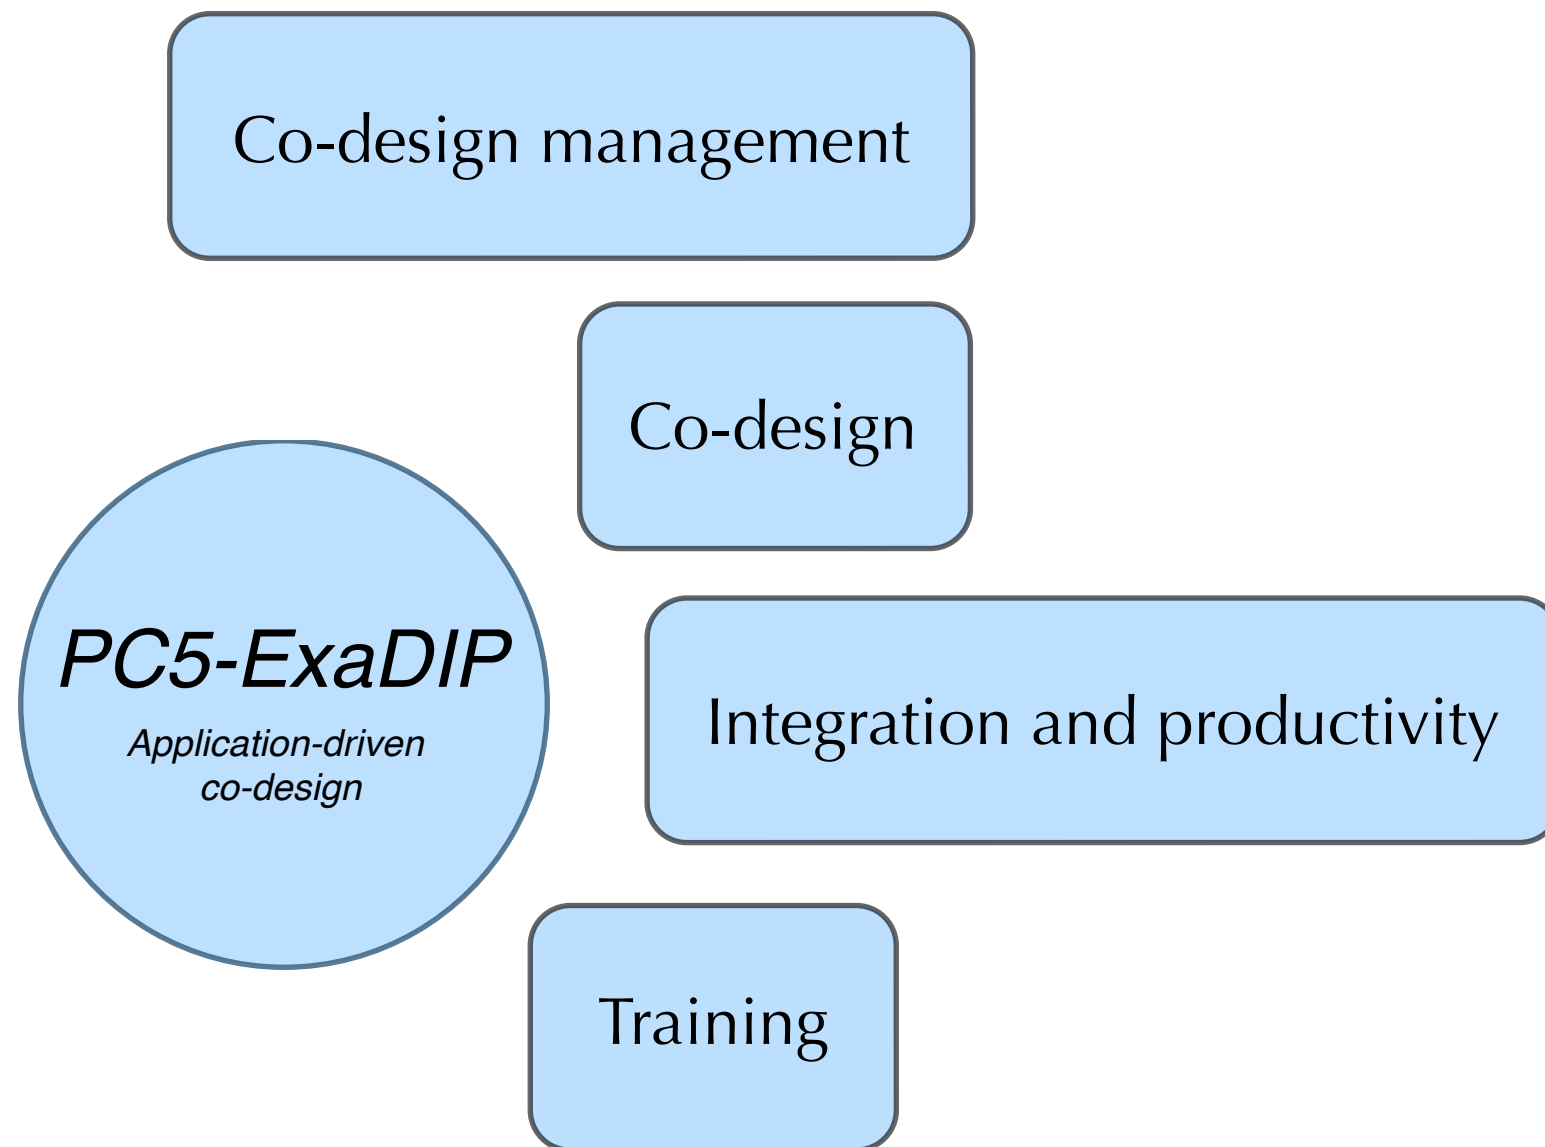 Co-design management
Co-design
PC5-ExaDIP
Application-driven
co-design
Integration and productivity
Training